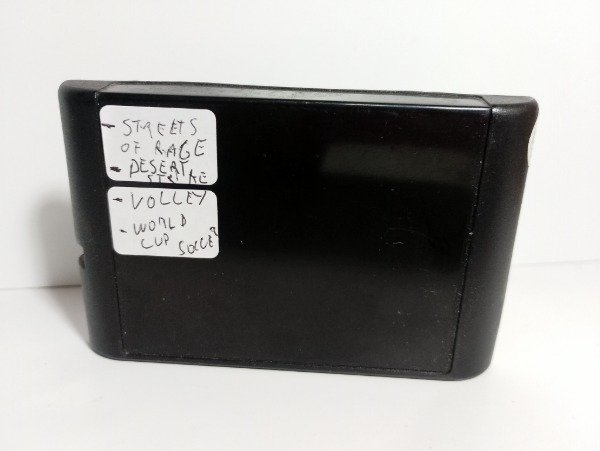 - STREETS
OF RAGE
- DESERT
STRIKE
- VOLLEY
- WORLD
CUP SOCCER